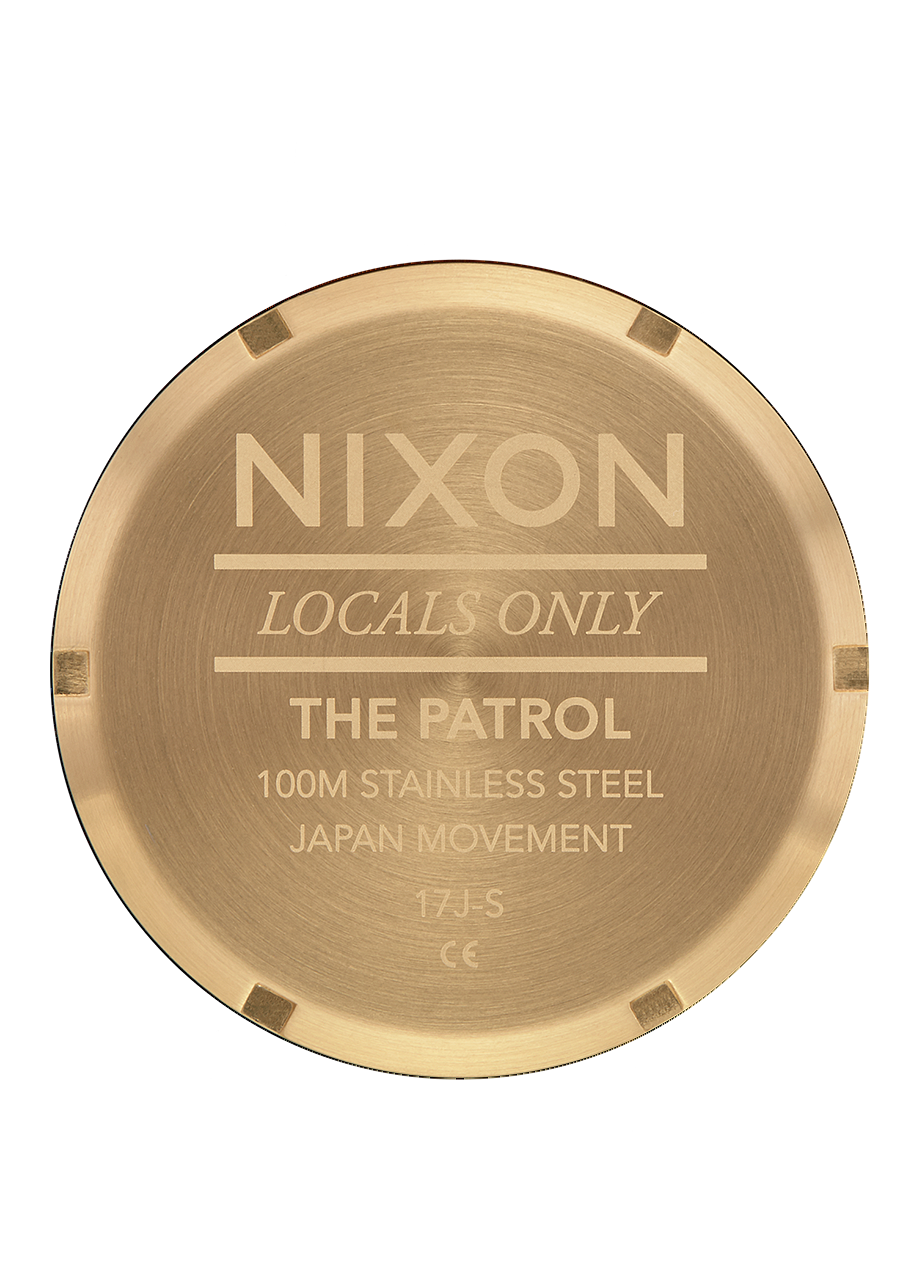 NIXON
LOCALS ONLY
THE PATROL
100M STAINLESS STEEL
JAPAN MOVEMENT
17J-S
CE